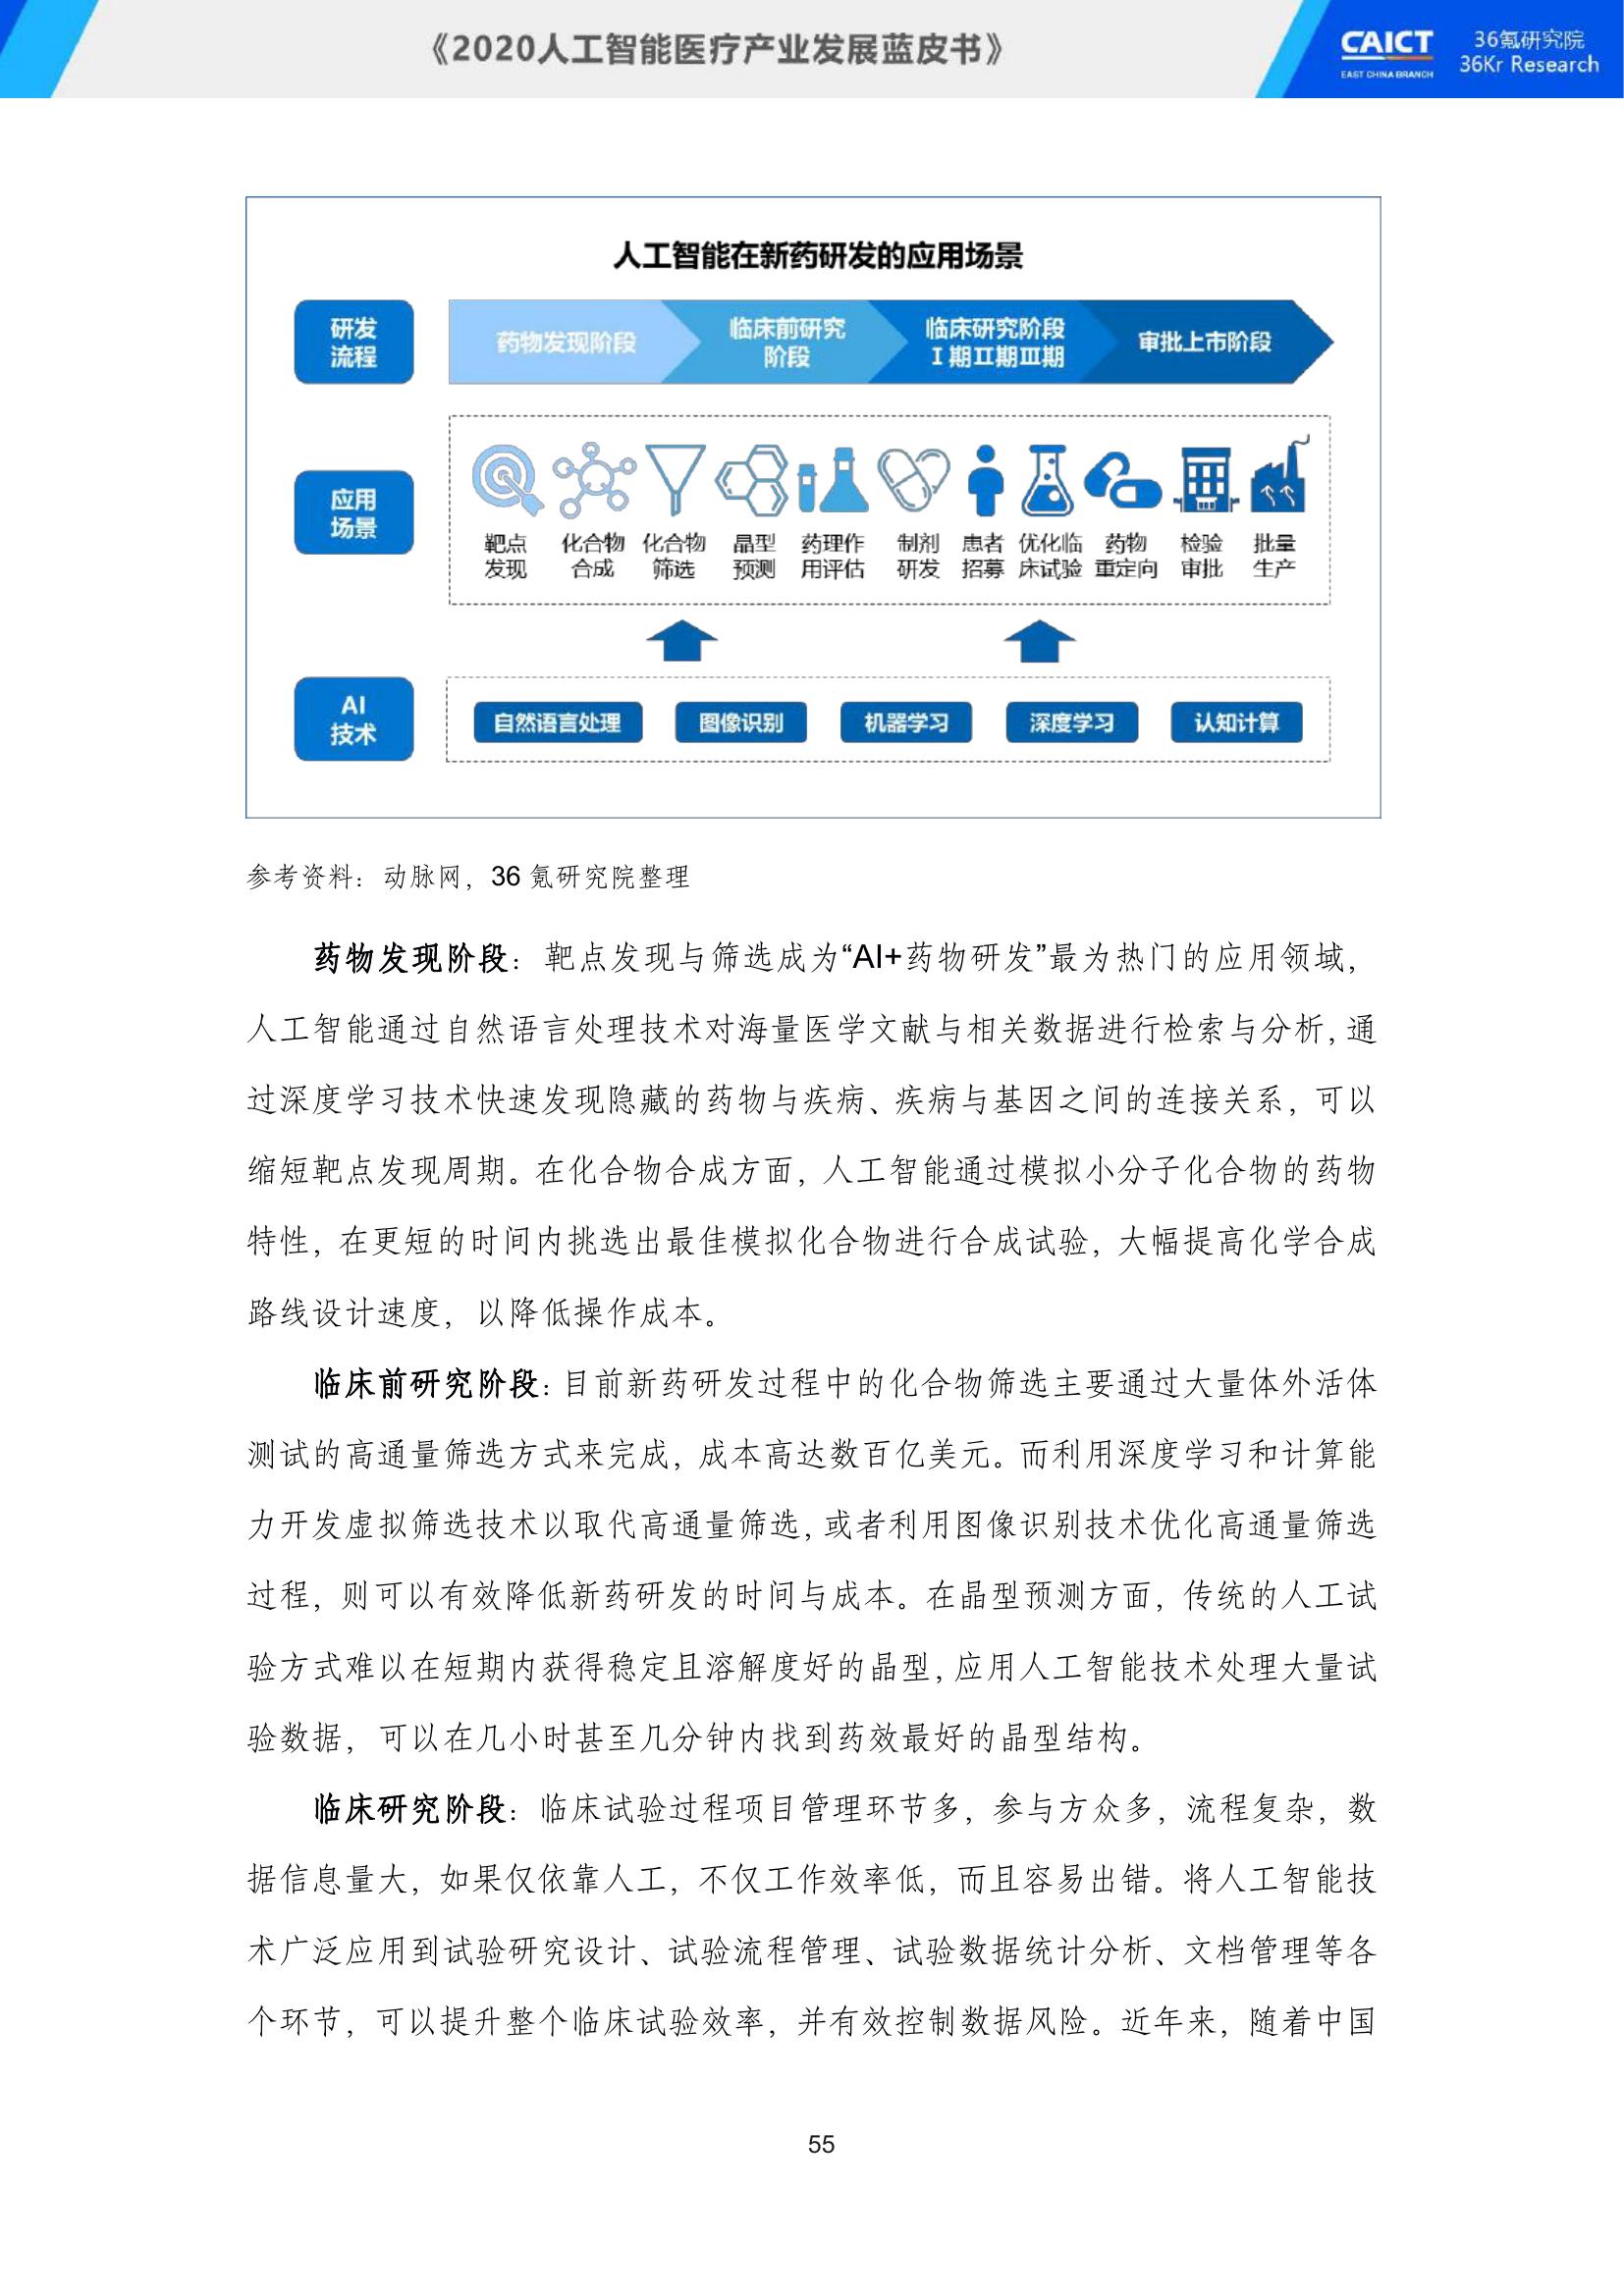 《2020人工智能医疗产业发展蓝皮书》
CAICT
EAST CHINA BRANCH
36氪研究院
36Kr Research
人工智能在新药研发的应用场景
研发
流程
药物发现阶段
临床前研究
阶段
临床研究阶段
Ⅰ期Ⅱ期Ⅲ期
审批上市阶段
应用
场景
靶点
发现
化合物
合成
化合物
筛选
晶型
预测
药理作
用评估
制剂
研发
患者
招募
优化临
床试验
药物
重定向
检验
审批
批量
生产
AI
技术
自然语言处理
图像识别
机器学习
深度学习
认知计算
参考资料：动脉网，36 氪研究院整理
药物发现阶段：靶点发现与筛选成为“AI+药物研发”最为热门的应用领域，
人工智能通过自然语言处理技术对海量医学文献与相关数据进行检索与分析，通
过深度学习技术快速发现隐藏的药物与疾病、疾病与基因之间的连接关系，可以
缩短靶点发现周期。在化合物合成方面，人工智能通过模拟小分子化合物的药物
特性，在更短的时间内挑选出最佳模拟化合物进行合成试验，大幅提高化学合成
路线设计速度，以降低操作成本。
临床前研究阶段：目前新药研发过程中的化合物筛选主要通过大量体外活体
测试的高通量筛选方式来完成，成本高达数百亿美元。而利用深度学习和计算能
力开发虚拟筛选技术以取代高通量筛选，或者利用图像识别技术优化高通量筛选
过程，则可以有效降低新药研发的时间与成本。在晶型预测方面，传统的人工试
验方式难以在短期内获得稳定且溶解度好的晶型，应用人工智能技术处理大量试
验数据，可以在几小时甚至几分钟内找到药效最好的晶型结构。
临床研究阶段：临床试验过程项目管理环节多，参与方众多，流程复杂，数
据信息量大，如果仅依靠人工，不仅工作效率低，而且容易出错。将人工智能技
术广泛应用到试验研究设计、试验流程管理、试验数据统计分析、文档管理等各
个环节，可以提升整个临床试验效率，并有效控制数据风险。近年来，随着中国
55